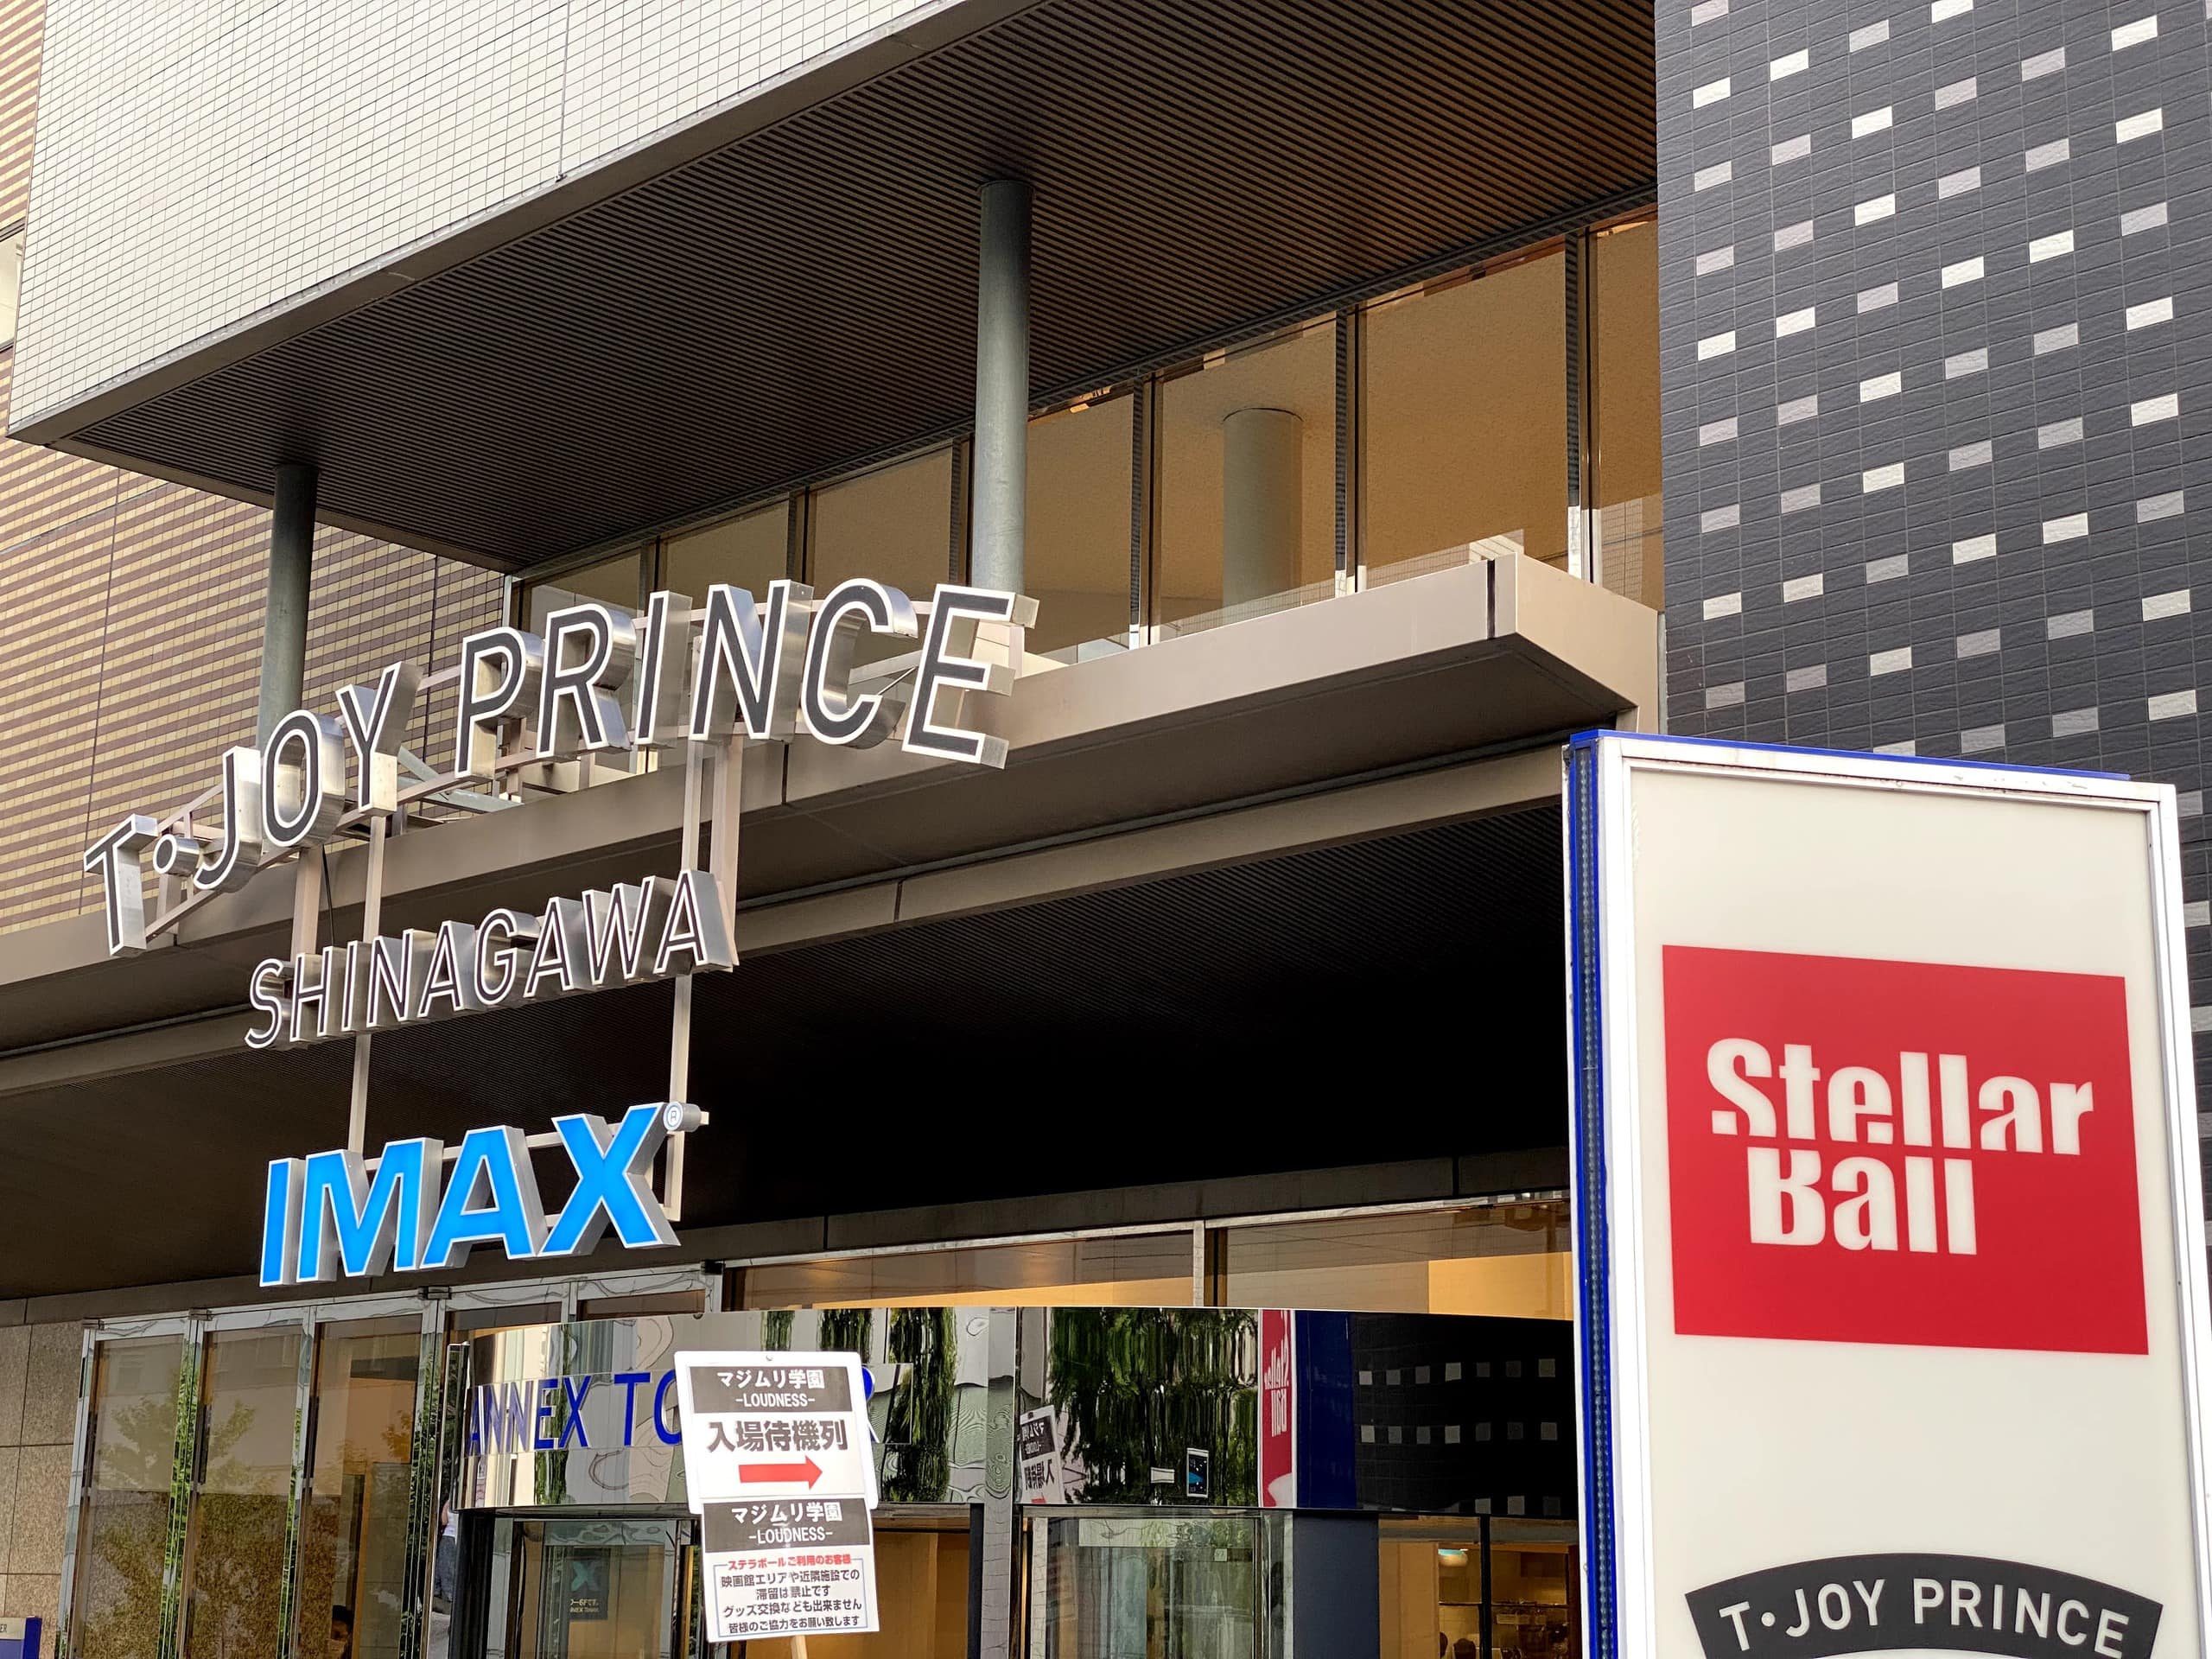 T・JOY PRINCE
SHINAGAWA
IMAX®
ANNEX TO
R
マジムリ学園
-LOUDNESS-
入場待機列
マジムリ学園
-LOUDNESS-
ステラボールご利用のお客様
映画館エリアや近隣施設での
滞留は禁止です
グッズ交換なども出来ません
皆様のご協力をお願い致します
Stellar
Ball
T・JOY PRINCE